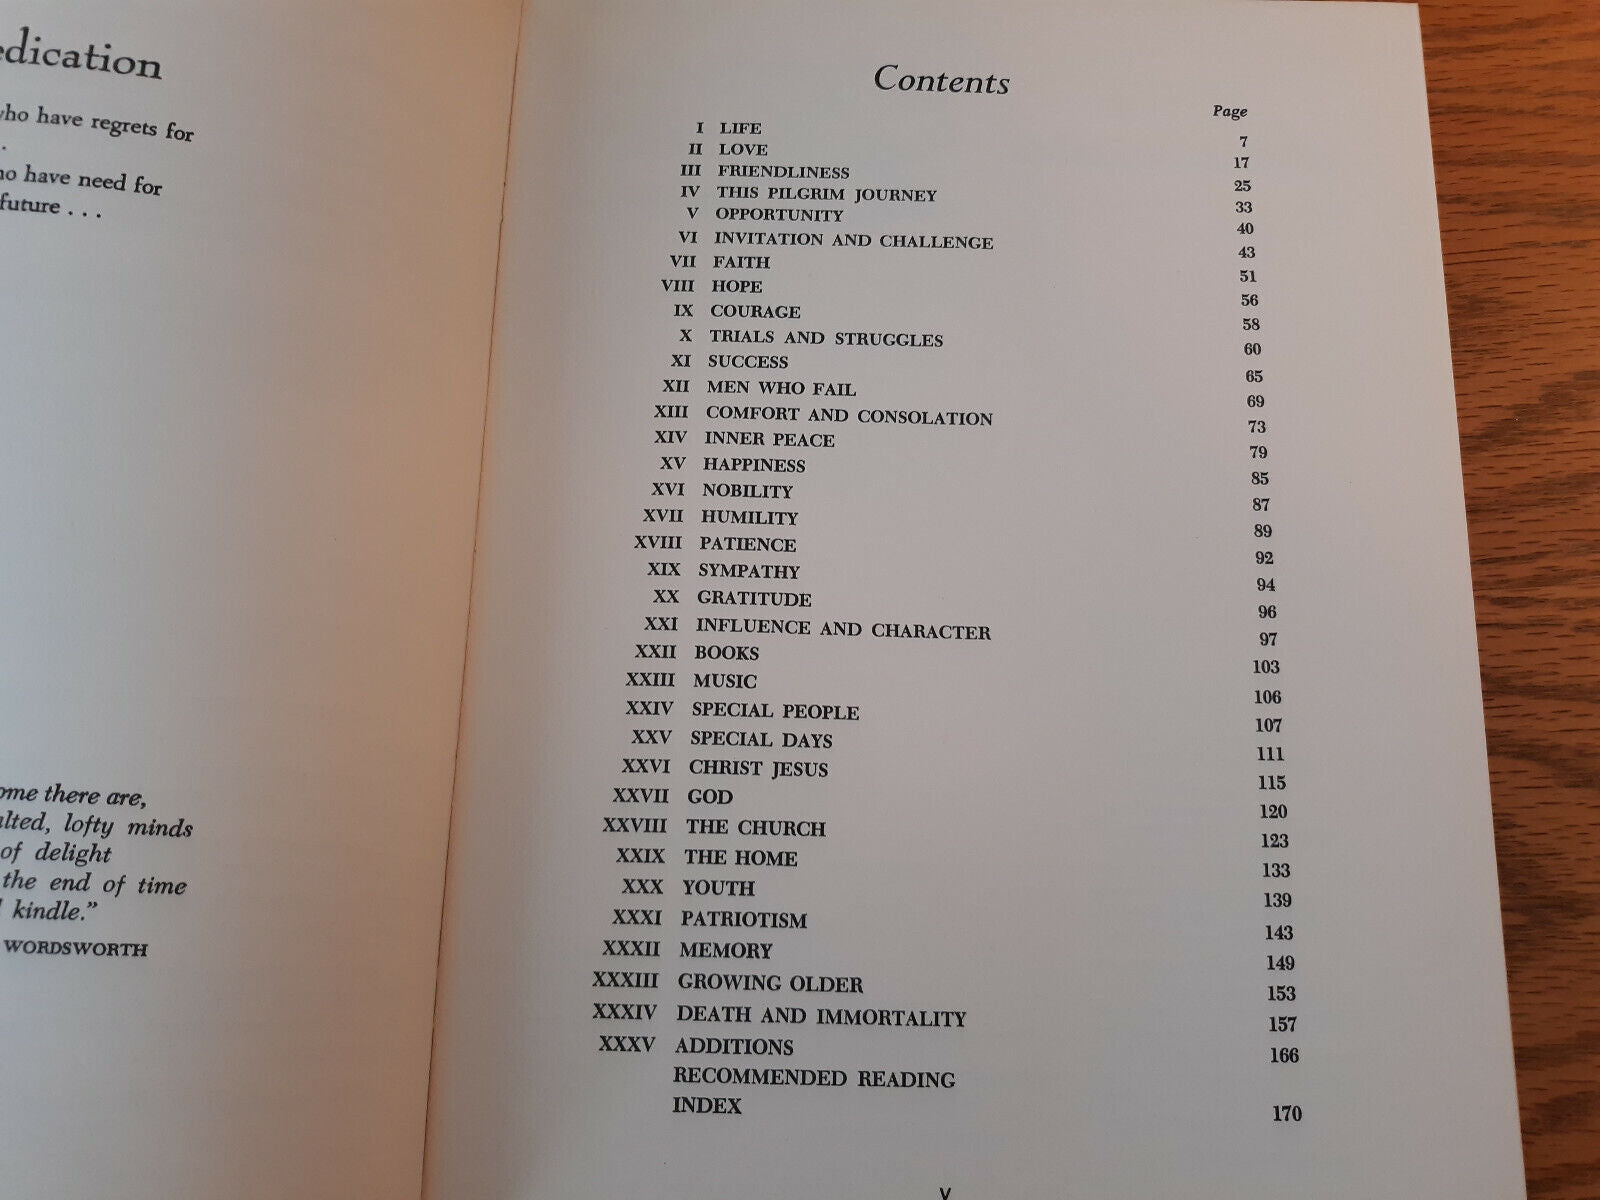 edication
who have regrets for
.
ho have need for
future . . .
ome there are,
lted, lofty minds
of delight
the end of time
kindle."
WORDSWORTH
Contents
Page
I LIFE 7
II LOVE 17
III FRIENDLINESS 25
IV THIS PILGRIM JOURNEY 33
V OPPORTUNITY 40
VI INVITATION AND CHALLENGE 43
VII FAITH 51
VIII HOPE 56
IX COURAGE 58
X TRIALS AND STRUGGLES 60
XI SUCCESS 65
XII MEN WHO FAIL 69
XIII COMFORT AND CONSOLATION 73
XIV INNER PEACE 79
XV HAPPINESS 85
XVI NOBILITY 87
XVII HUMILITY 89
XVIII PATIENCE 92
XIX SYMPATHY 94
XX GRATITUDE 96
XXI INFLUENCE AND CHARACTER 97
XXII BOOKS 103
XXIII MUSIC 106
XXIV SPECIAL PEOPLE 107
XXV SPECIAL DAYS 111
XXVI CHRIST JESUS 115
XXVII GOD 120
XXVIII THE CHURCH 123
XXIX THE HOME 133
XXX YOUTH 139
XXXI PATRIOTISM 143
XXXII MEMORY 149
XXXIII GROWING OLDER 153
XXXIV DEATH AND IMMORTALITY 157
XXXV ADDITIONS 166
RECOMMENDED READING
INDEX 170
v